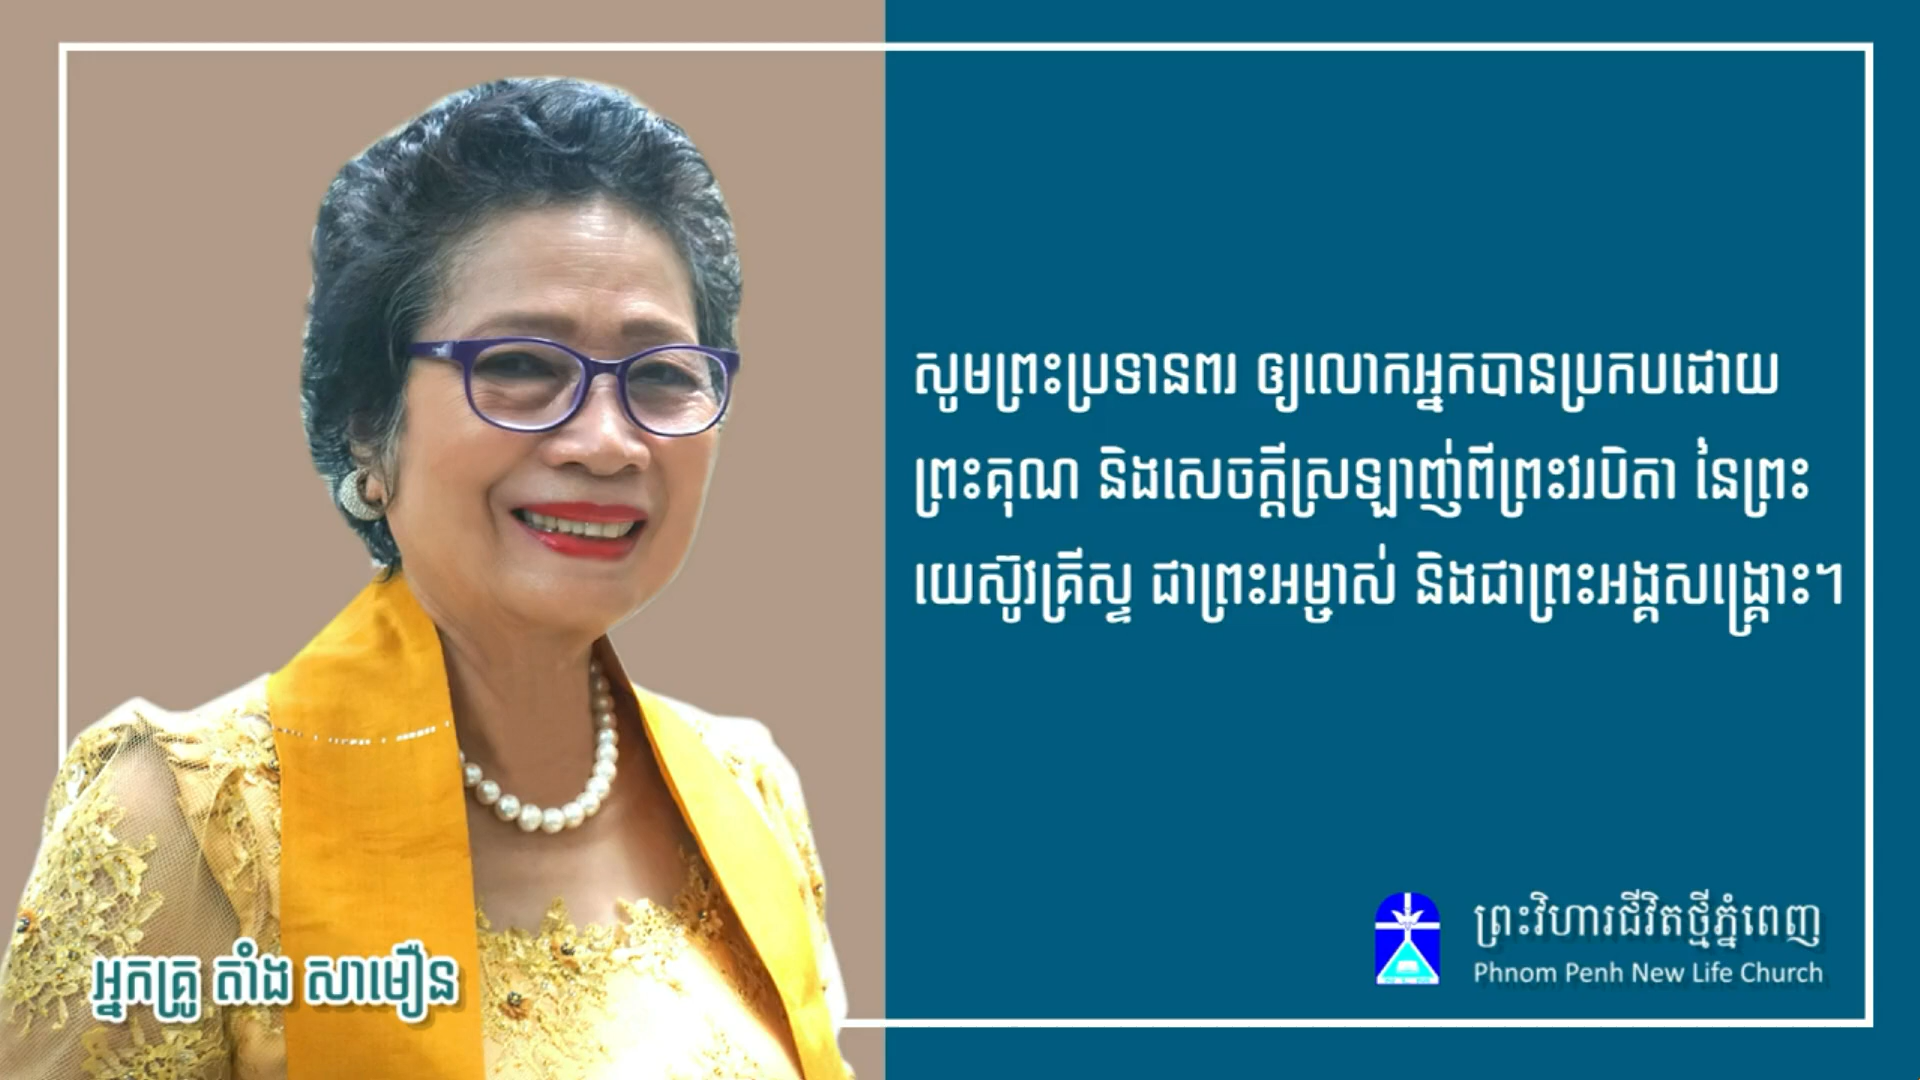 សូមព្រះប្រទានពរ ឲ្យលោកអ្នកបានប្រកបដោយ
ព្រះគុណ និងសេចក្ដីស្រឡាញ់ពីព្រះវរបិតា នៃព្រះ
យេស៊ូវគ្រីស្ទ ជាព្រះអម្ចាស់ និងជាព្រះអង្គសង្គ្រោះ។
ព្រះវិហារជីវិតថ្មីភ្នំពេញ
Phnom Penh New Life Church
អ្នកគ្រូ តាំង សាមឿន